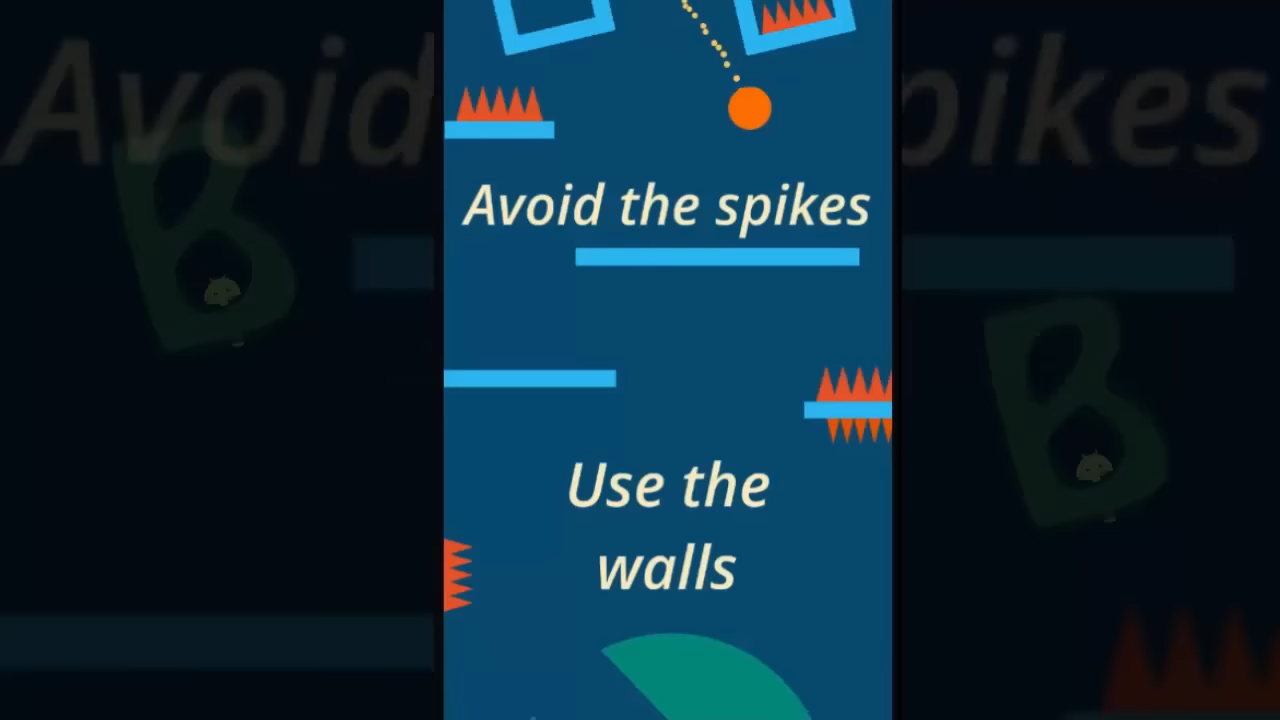 Avoid the spikes
Use the
walls